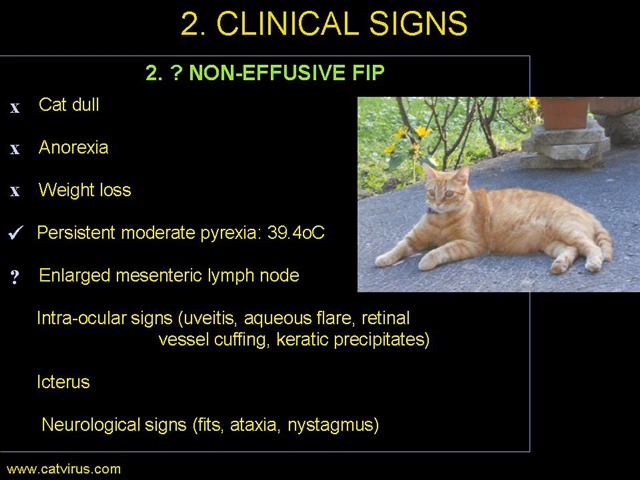 2. CLINICAL SIGNS
2. ? NON-EFFUSIVE FIP
x Cat dull
x Anorexia
x Weight loss
✓ Persistent moderate pyrexia: 39.4oC
? Enlarged mesenteric lymph node
Intra-ocular signs (uveitis, aqueous flare, retinal
vessel cuffing, keratic precipitates)
Icterus
Neurological signs (fits, ataxia, nystagmus)
www.catvirus.com